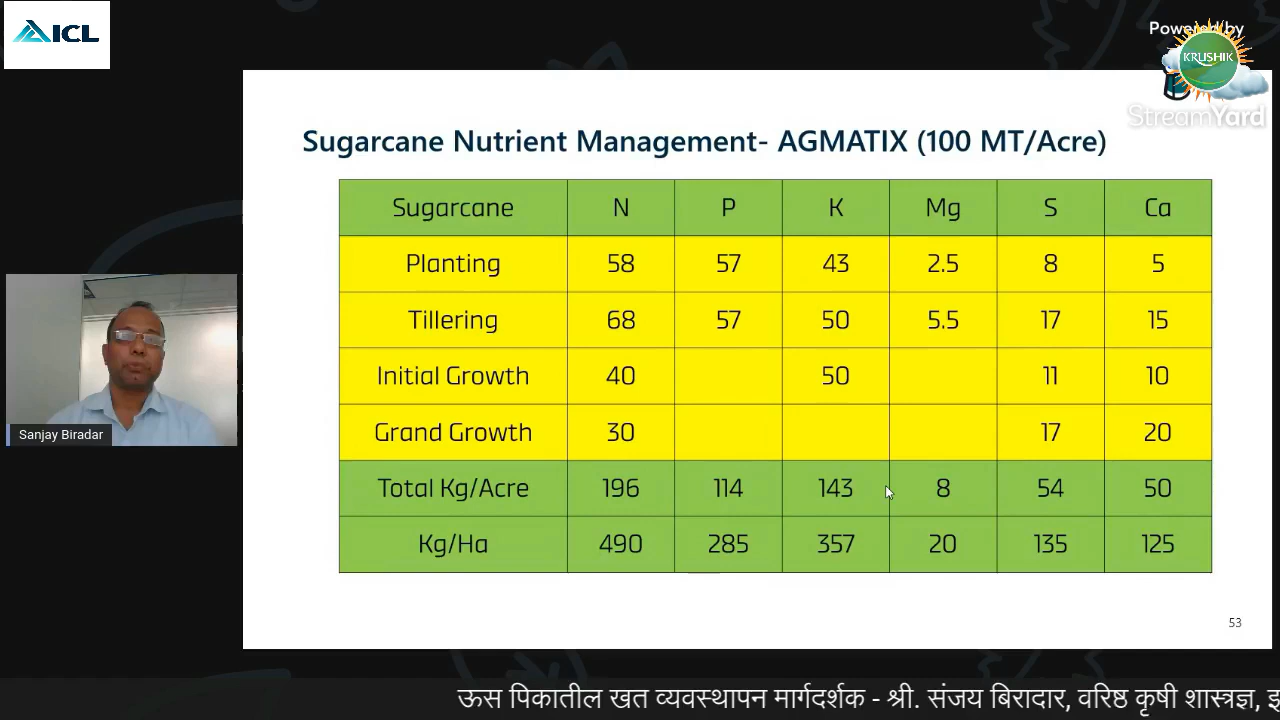 ICL
Powered by
KRUSHIK
StreamYard
Sugarcane Nutrient Management- AGMATIX (100 MT/Acre)
Sugarcane N P K Mg S Ca
Planting 58 57 43 2.5 8 5
Tillering 68 57 50 5.5 17 15
Initial Growth 40 50 11 10
Grand Growth 30 17 20
Total Kg/Acre 196 114 143 8 54 50
Kg/Ha 490 285 357 20 135 125
Sanjay Biradar
53
ऊस पिकातील खत व्यवस्थापन मार्गदर्शक - श्री. संजय बिरादार, वरिष्ठ कृषी शास्त्रज्ञ,